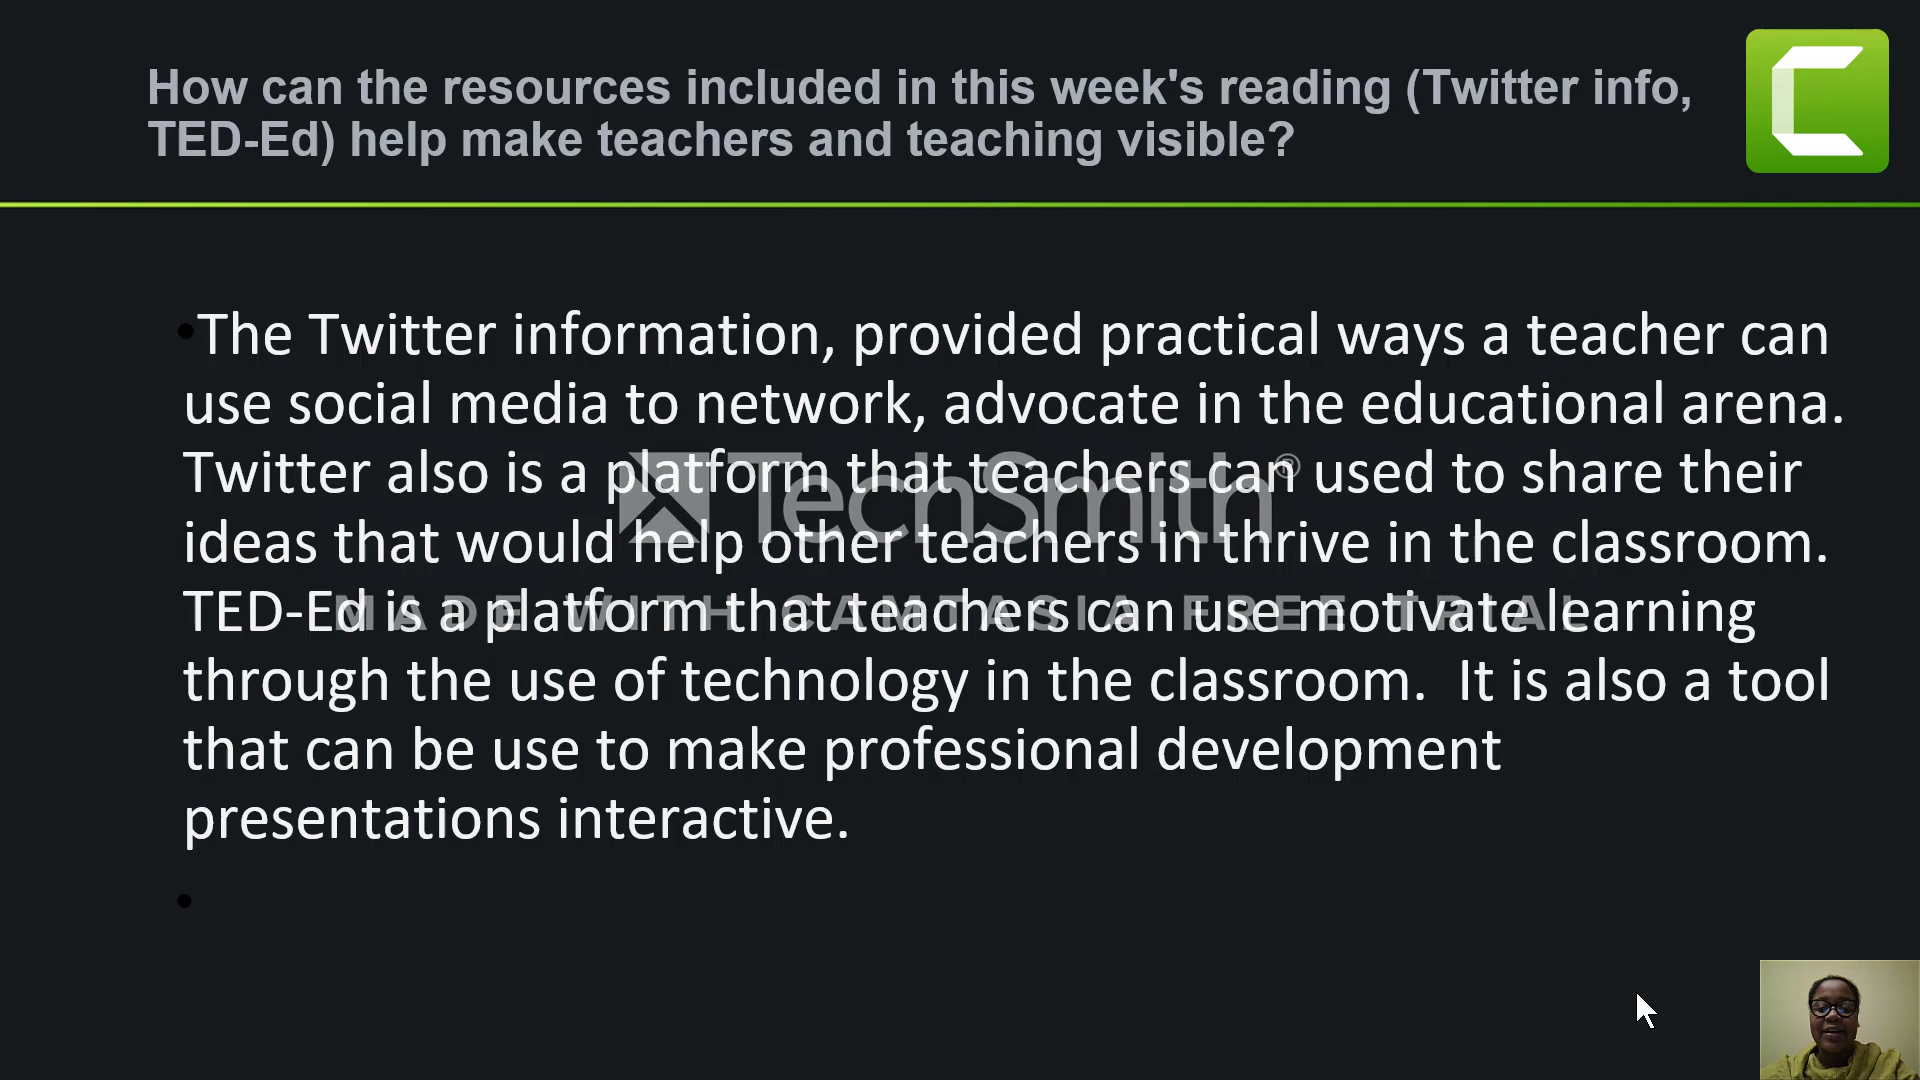 How can the resources included in this week's reading (Twitter info,
TED-Ed) help make teachers and teaching visible?
•The Twitter information, provided practical ways a teacher can
use social media to network, advocate in the educational arena.
Twitter also is a platform that teachers can used to share their
ideas that would help other teachers in thrive in the classroom.
TED-Ed is a platform that teachers can use motivate learning
through the use of technology in the classroom.  It is also a tool
that can be use to make professional development
presentations interactive.
•
TechSmith®
MADE WITH CAMTASIA FREE TRIAL